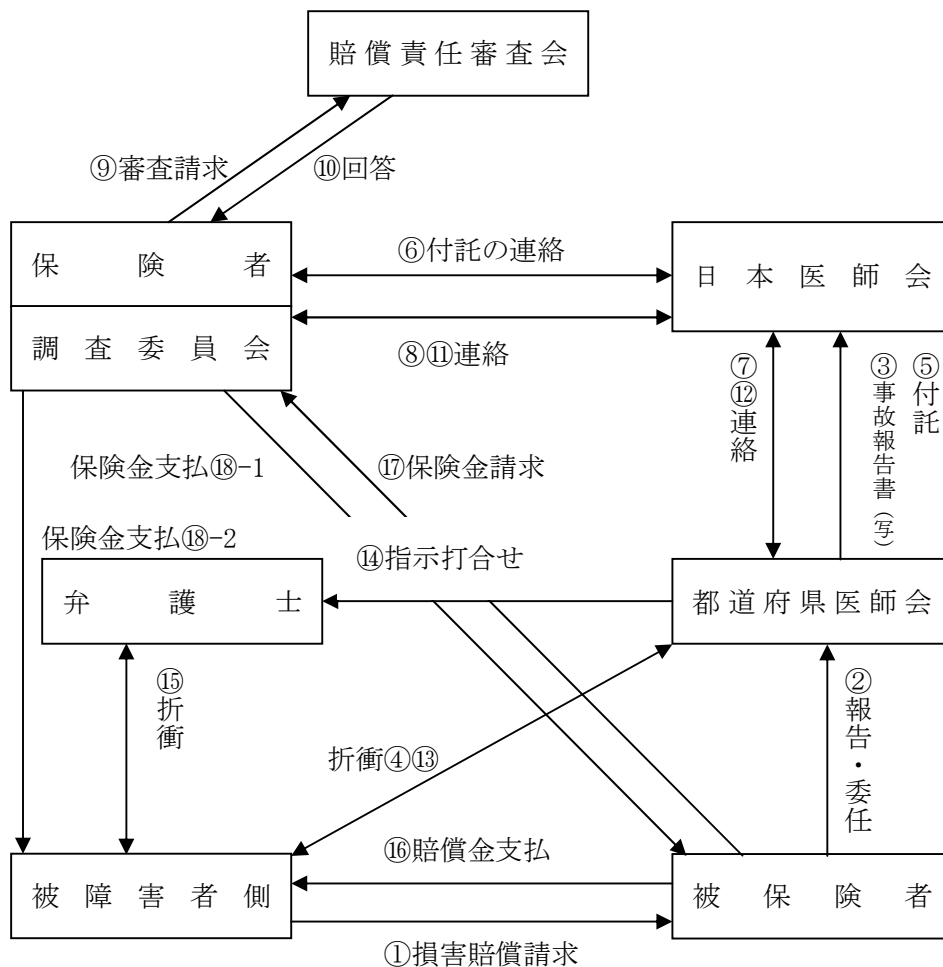 賠償責任審査会
⑨審査請求
⑩回答
保険者
⑥付託の連絡
日本医師会
調査委員会
⑧⑪連絡
⑦⑫連絡
③事故報告書(写)
⑤付託
保険金支払⑱-1
⑰保険金請求
保険金支払⑱-2
⑭指示打合せ
弁護士
都道府県医師会
⑮折衝
②報告・委任
折衝④⑬
⑯賠償金支払
被障害者側
被保険者
①損害賠償請求